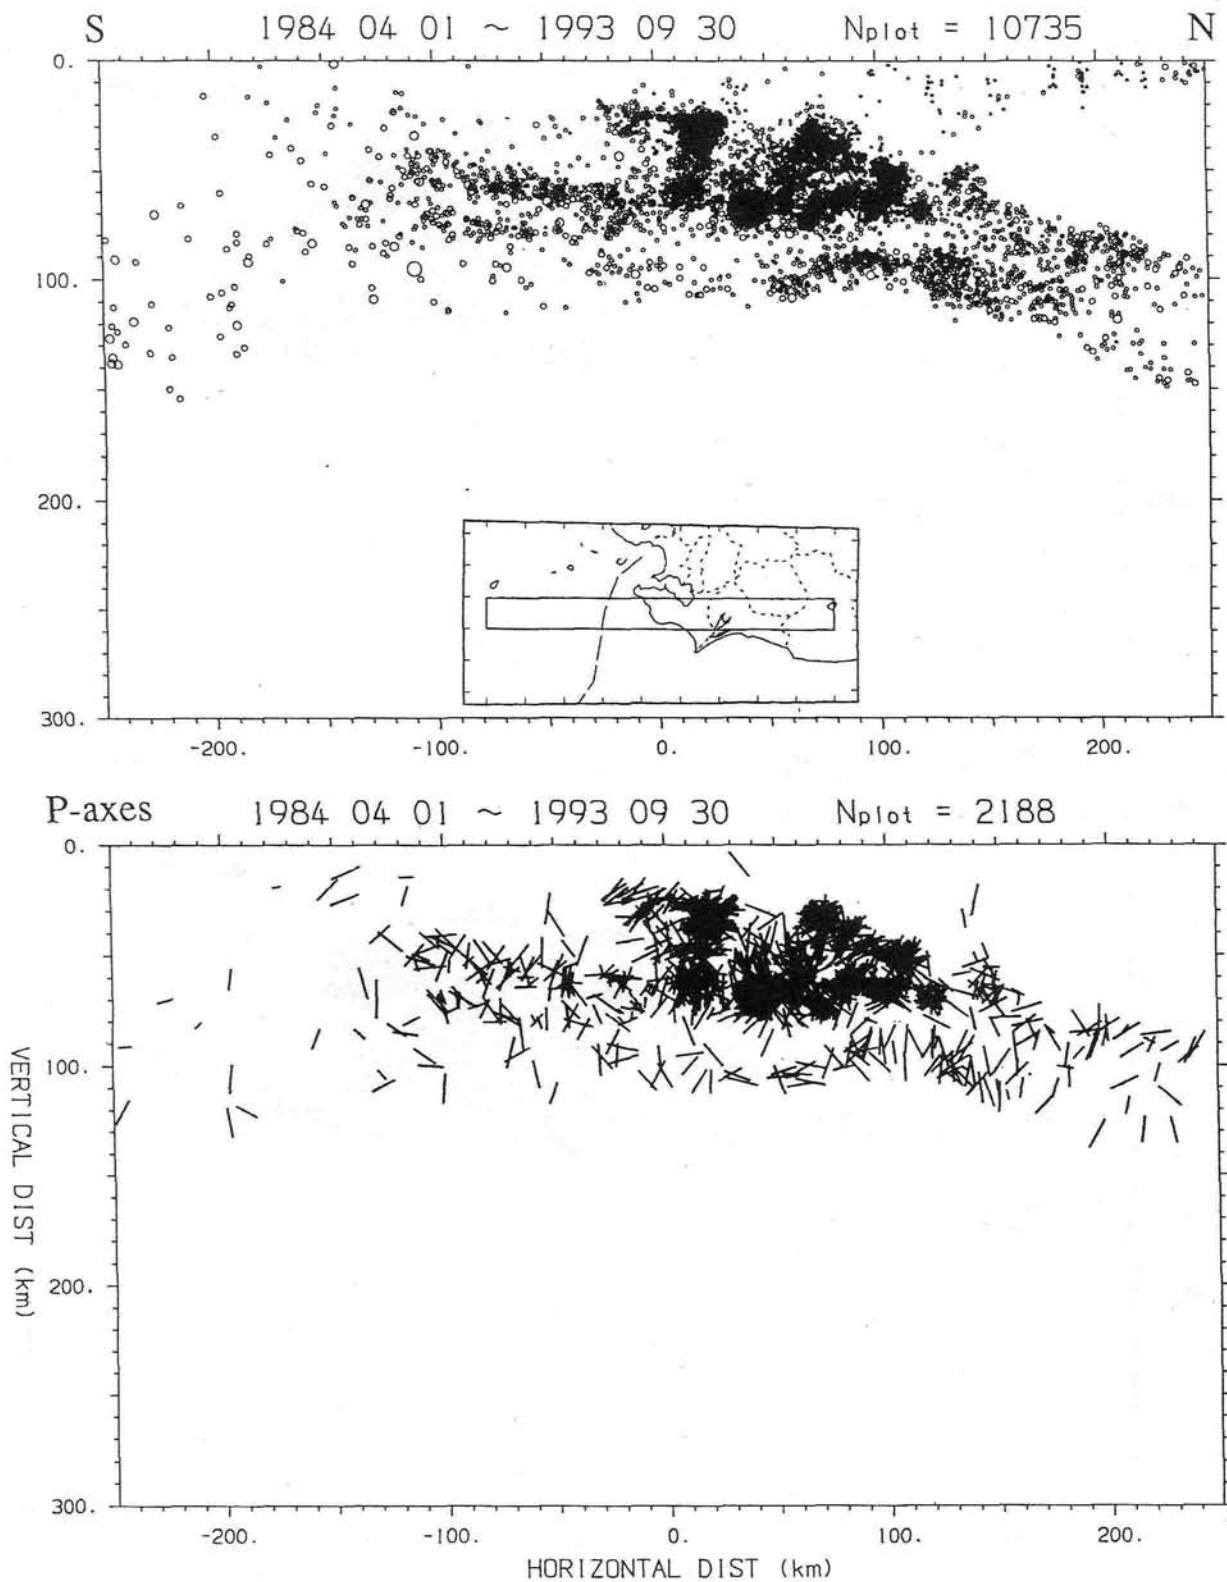 S 1984 04 01 ~ 1993 09 30 Nplot = 10735 N
0.
100.
200.
300.
-200. -100. 0. 100. 200.
P-axes 1984 04 01 ~ 1993 09 30 Nplot = 2188
0.
100.
200.
300.
VERTICAL DIST (km)
-200. -100. 0. 100. 200.
HORIZONTAL DIST (km)